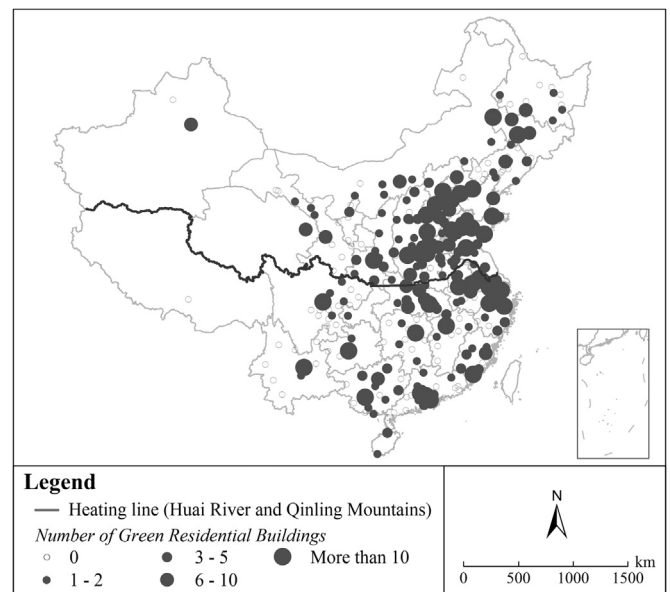 Legend
Heating line (Huai River and Qinling Mountains)
Number of Green Residential Buildings
0 3 - 5 More than 10
1 - 2 6 - 10
N
km
0 500 1000 1500